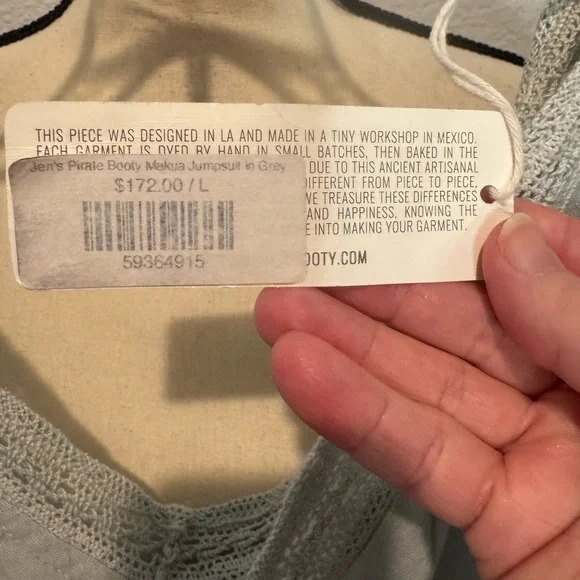 THIS PIECE WAS DESIGNED IN LA AND MADE IN A TINY WORKSHOP IN MEXICO.
EACH GARMENT IS DYED BY HAND IN SMALL BATCHES, THEN BAKED IN THE
Jen's Pirate Booty Makua Jumpsuit in Grey
$172.00 / L
59364915
DUE TO THIS ANCIENT ARTISANAL
DIFFERENT FROM PIECE TO PIECE,
WE TREASURE THESE DIFFERENCES
AND HAPPINESS, KNOWING THE
INTO MAKING YOUR GARMENT.
OOTY.COM